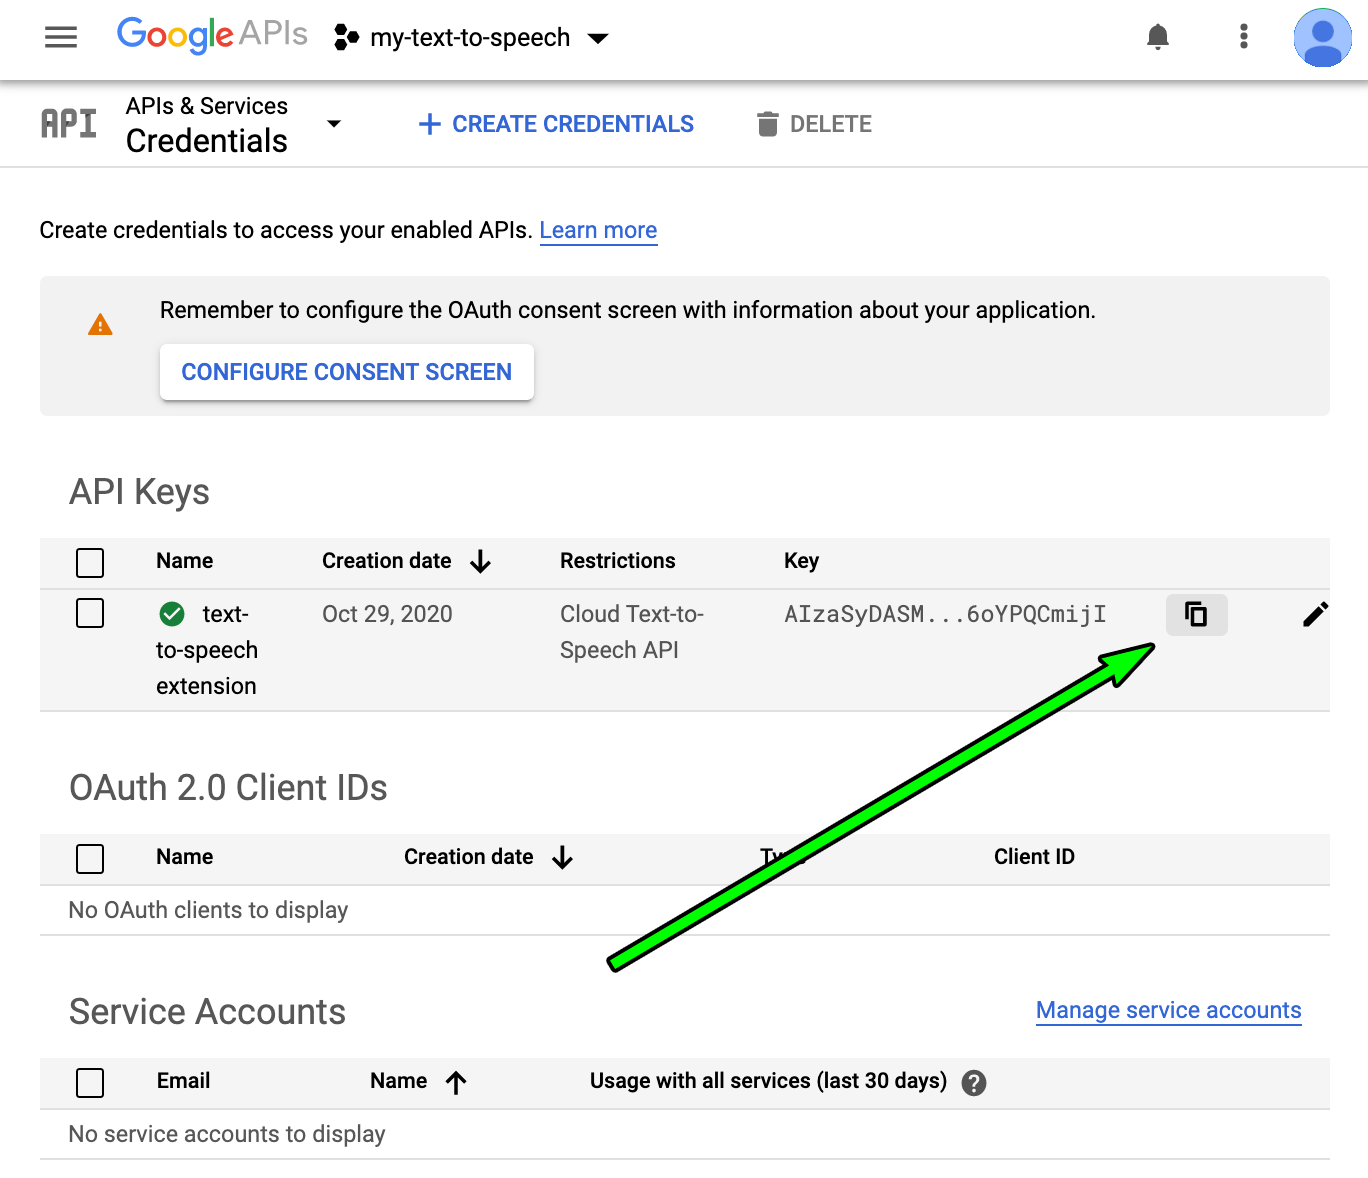 Google APIs my-text-to-speech
API APIs & Services
Credentials
+ CREATE CREDENTIALS DELETE
Create credentials to access your enabled APIs. Learn more
Remember to configure the OAuth consent screen with information about your application.
CONFIGURE CONSENT SCREEN
API Keys
Name Creation date Restrictions Key
text- Oct 29, 2020 Cloud Text-to- AIzaSyDASM...6oYPQCmijI
to-speech Speech API
extension
OAuth 2.0 Client IDs
Name Creation date Client ID
No OAuth clients to display
Service Accounts Manage service accounts
Email Name Usage with all services (last 30 days) ?
No service accounts to display